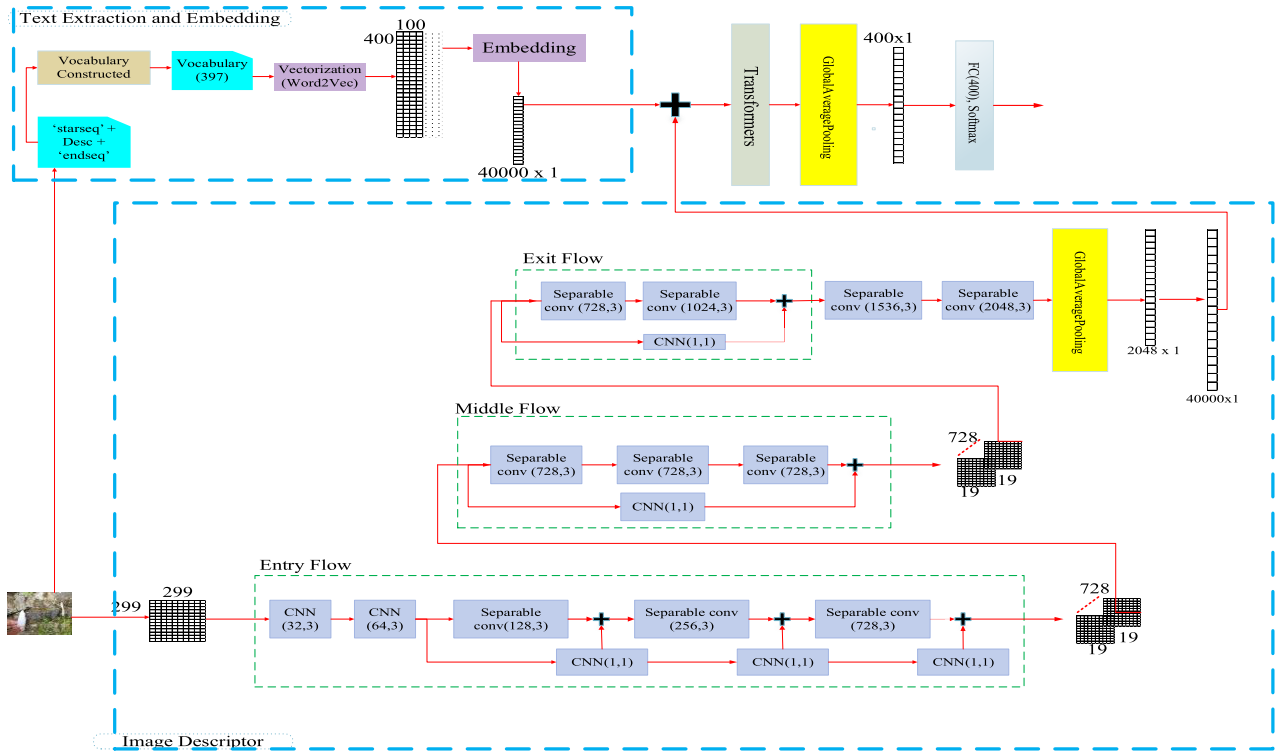 Text Extraction and Embedding
Vocabulary
Constructed
Vocabulary
(397)
Vectorization
(Word2Vec)
100
400
Embedding
'starseq' +
Desc +
'endseq'
40000 x 1
Transformers
GlobalAveragePooling
400x1
FC(400), Softmax
Exit Flow
Separable
conv (728,3)
Separable
conv (1024,3)
CNN(1,1)
Separable
conv (1536,3)
Separable
conv (2048,3)
GlobalAveragePooling
2048 x 1
40000x1
Middle Flow
Separable
conv (728,3)
Separable
conv (728,3)
Separable
conv (728,3)
CNN(1,1)
728
19
19
Entry Flow
299
299
CNN
(32,3)
CNN
(64,3)
Separable
conv(128,3)
Separable conv
(256,3)
Separable conv
(728,3)
CNN(1,1)
CNN(1,1)
CNN(1,1)
728
19
19
Image Descriptor